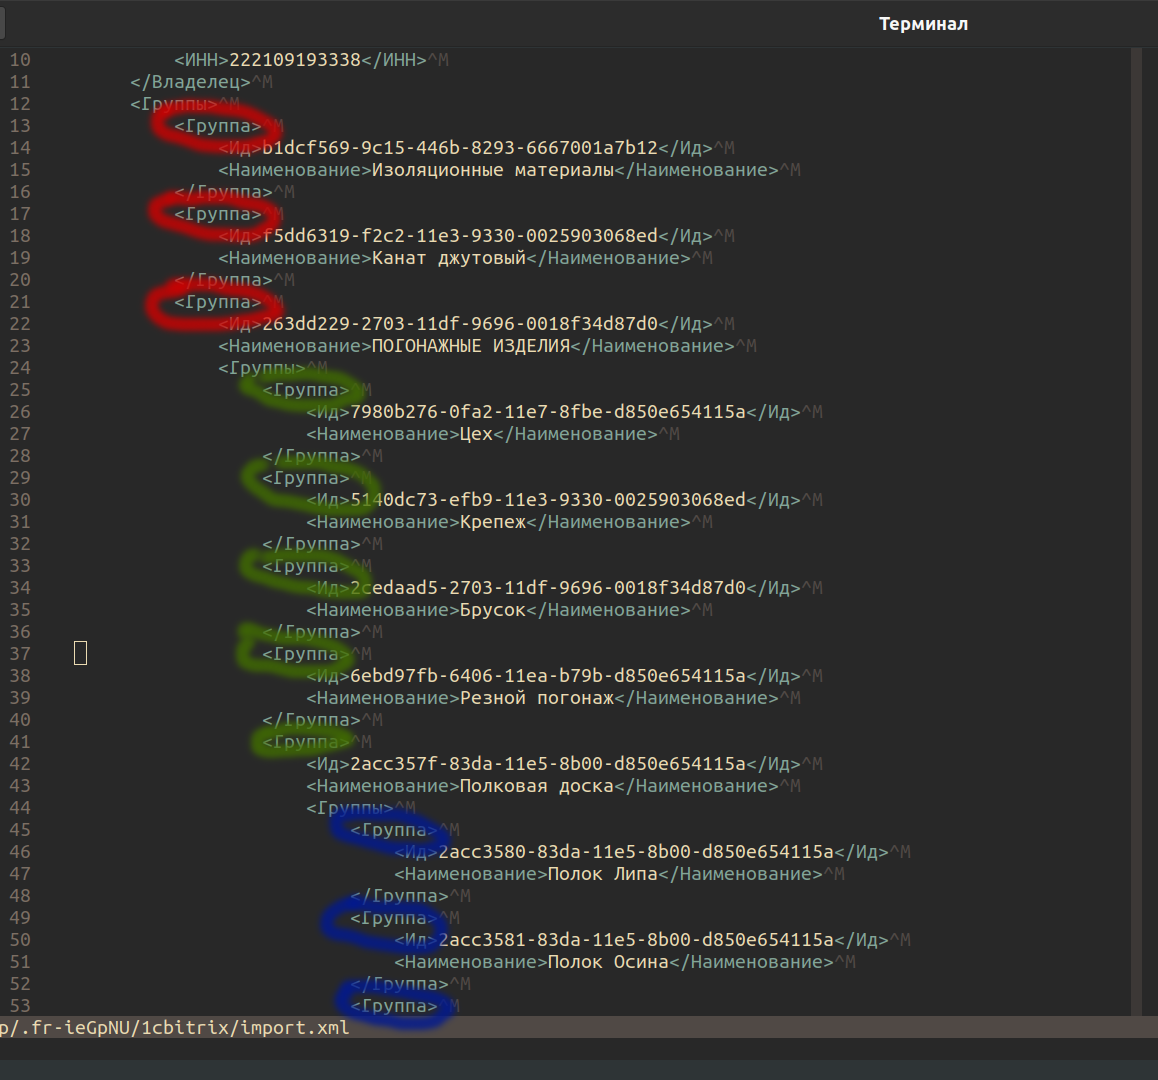 Терминал
10 <ИНН>222109193338</ИНН>^M
11 </Владелец>^M
12 <Группы>^M
13 <Группа>^M
14 <Ид>b1dcf569-9c15-446b-8293-6667001a7b12</Ид>^M
15 <Наименование>Изоляционные материалы</Наименование>^M
16 </Группа>^M
17 <Группа>^M
18 <Ид>f5dd6319-f2c2-11e3-9330-0025903068ed</Ид>^M
19 <Наименование>Канат джутовый</Наименование>^M
20 </Группа>^M
21 <Группа>^M
22 <Ид>263dd229-2703-11df-9696-0018f34d87d0</Ид>^M
23 <Наименование>ПОГОНАЖНЫЕ ИЗДЕЛИЯ</Наименование>^M
24 <Группы>^M
25 <Группа>^M
26 <Ид>7980b276-0fa2-11e7-8fbe-d850e654115a</Ид>^M
27 <Наименование>Цех</Наименование>^M
28 </Группа>^M
29 <Группа>^M
30 <Ид>5140dc73-efb9-11e3-9330-0025903068ed</Ид>^M
31 <Наименование>Крепеж</Наименование>^M
32 </Группа>^M
33 <Группа>^M
34 <Ид>2cedaad5-2703-11df-9696-0018f34d87d0</Ид>^M
35 <Наименование>Брусок</Наименование>^M
36 </Группа>^M
37 <Группа>^M
38 <Ид>6ebd97fb-6406-11ea-b79b-d850e654115a</Ид>^M
39 <Наименование>Резной погонаж</Наименование>^M
40 </Группа>^M
41 <Группа>^M
42 <Ид>2acc357f-83da-11e5-8b00-d850e654115a</Ид>^M
43 <Наименование>Полковая доска</Наименование>^M
44 <Группы>^M
45 <Группа>^M
46 <Ид>2acc3580-83da-11e5-8b00-d850e654115a</Ид>^M
47 <Наименование>Полок Липа</Наименование>^M
48 </Группа>^M
49 <Группа>^M
50 <Ид>2acc3581-83da-11e5-8b00-d850e654115a</Ид>^M
51 <Наименование>Полок Осина</Наименование>^M
52 </Группа>^M
53 <Группа>^M
p/.fr-ieGpNU/1cbitrix/import.xml